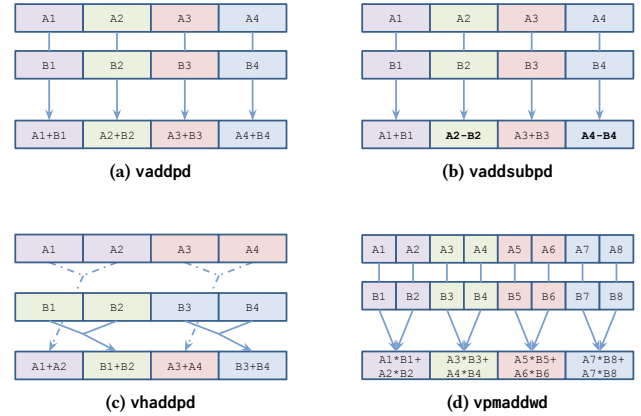 A1 A2 A3 A4
B1 B2 B3 B4
A1+B1 A2+B2 A3+B3 A4+B4
(a) vaddpd
A1 A2 A3 A4
B1 B2 B3 B4
A1+B1 A2-B2 A3+B3 A4-B4
(b) vaddsubpd
A1 A2 A3 A4
B1 B2 B3 B4
A1+A2 B1+B2 A3+A4 B3+B4
(c) vhaddpd
A1 A2 A3 A4 A5 A6 A7 A8
B1 B2 B3 B4 B5 B6 B7 B8
A1*B1+ A3*B3+ A5*B5+ A7*B8+
A2*B2 A4*B4 A6*B6 A7*B8
(d) vpmaddwd